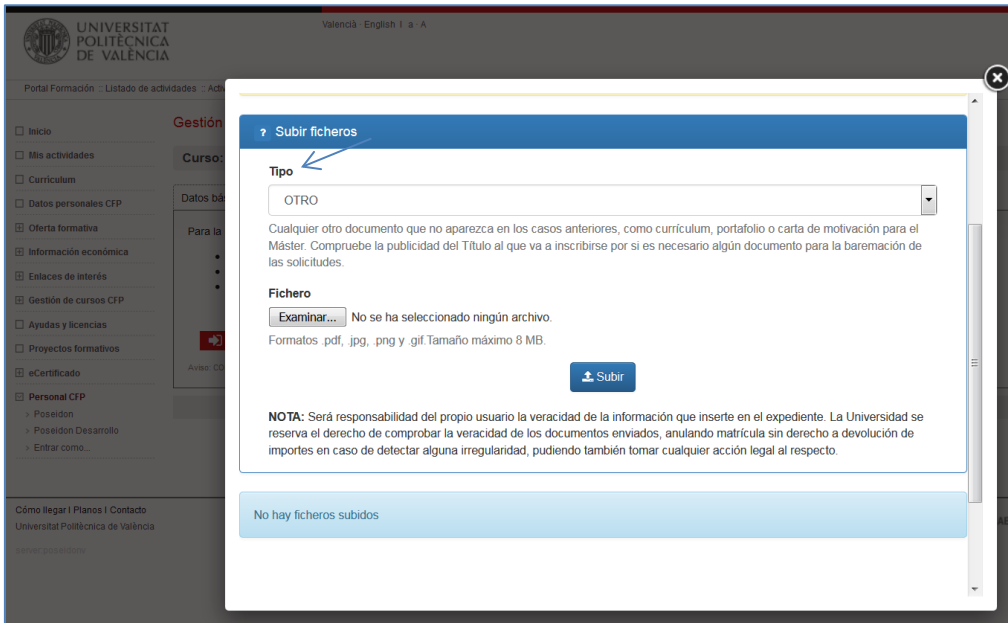 UNIVERSITAT
POLITÈCNICA
DE VALÈNCIA
Valencià · English I a · A
Portal Formación :: Listado de actividades :: Activ
Inicio
Mis actividades
Currículum
Datos personales CFP
Oferta formativa
Información económica
Enlaces de interés
Gestión de cursos CFP
Ayudas y licencias
Proyectos formativos
eCertificado
Personal CFP
Poseidon
Poseidon Desarrollo
Entrar como...
Gestión
Curso:
Datos bás
Para la
Aviso: CO
? Subir ficheros
Tipo
OTRO
Cualquier otro documento que no aparezca en los casos anteriores, como currículum, portafolio o carta de motivación para el
Máster. Compruebe la publicidad del Título al que va a inscribirse por si es necesario algún documento para la baremación de
las solicitudes.
Fichero
Examinar... No se ha seleccionado ningún archivo.
Formatos .pdf, .jpg, .png y .gif.Tamaño máximo 8 MB.
Subir
NOTA: Será responsabilidad del propio usuario la veracidad de la información que inserte en el expediente. La Universidad se
reserva el derecho de comprobar la veracidad de los documentos enviados, anulando matrícula sin derecho a devolución de
importes en caso de detectar alguna irregularidad, pudiendo también tomar cualquier acción legal al respecto.
No hay ficheros subidos
Cómo llegar I Planos I Contacto
Universitat Politècnica de València